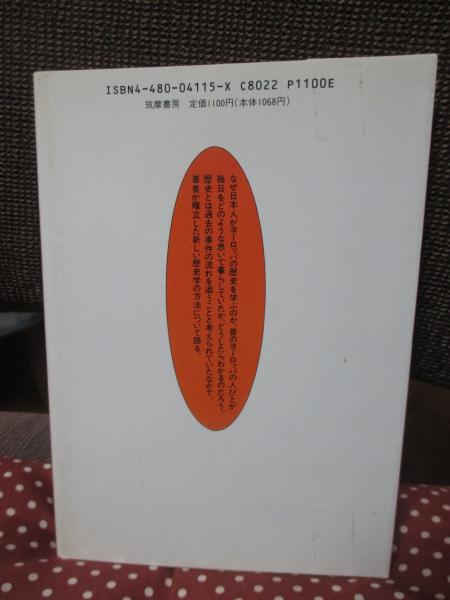 ISBN4-480-04115-X C8022 P1100E
筑摩書房 定価1100円(本体1068円)
なぜ日本人がヨーロッパの歴史を学ぶのか。昔のヨーロッパの人びとが
毎日をどのような思いで暮らしていたか、どうしたらわかるのだろう。
歴史とは過去の事件の流れを追うことと考えられていたなかで、
著者が確立した新しい歴史学の方法について語る。